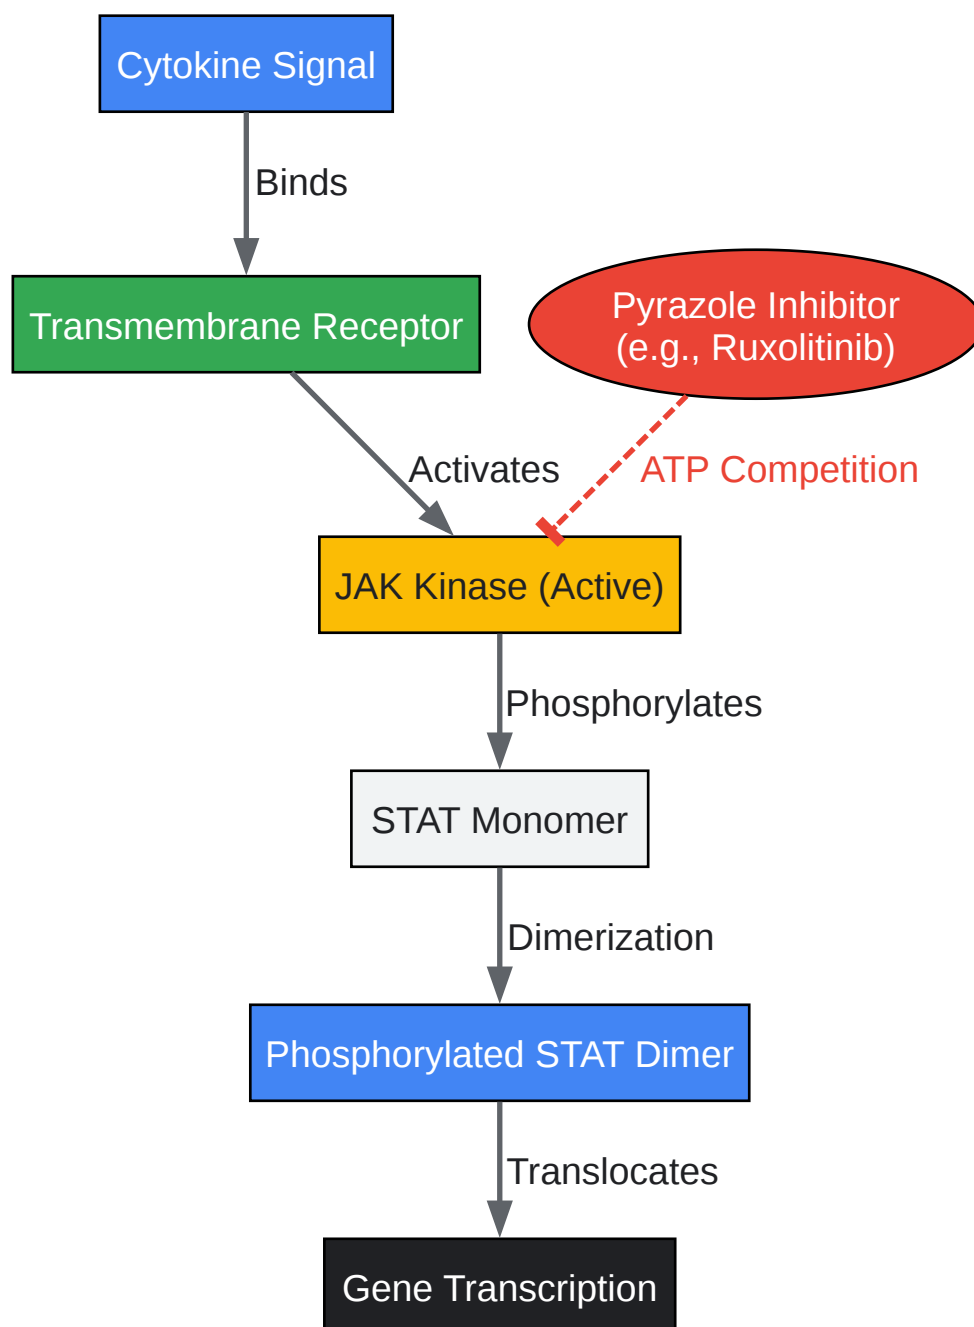 Cytokine Signal
Binds
Transmembrane Receptor
Pyrazole Inhibitor
(e.g., Ruxolitinib)
Activates
ATP Competition
JAK Kinase (Active)
Phosphorylates
STAT Monomer
Dimerization
Phosphorylated STAT Dimer
Translocates
Gene Transcription